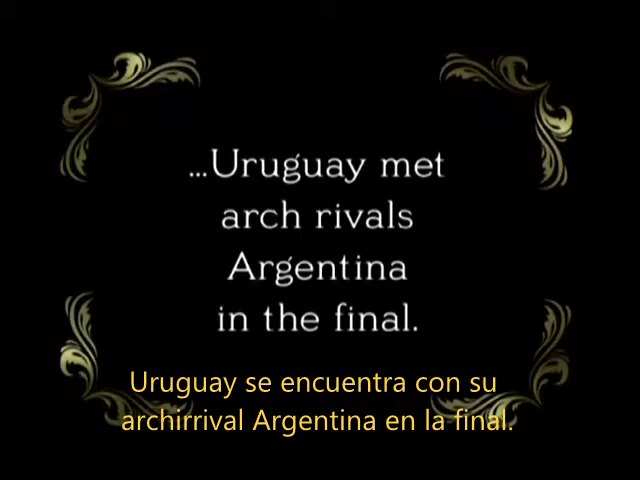 ...Uruguay met
arch rivals
Argentina
in the final.
Uruguay se encuentra con su
archirrival Argentina en la final.